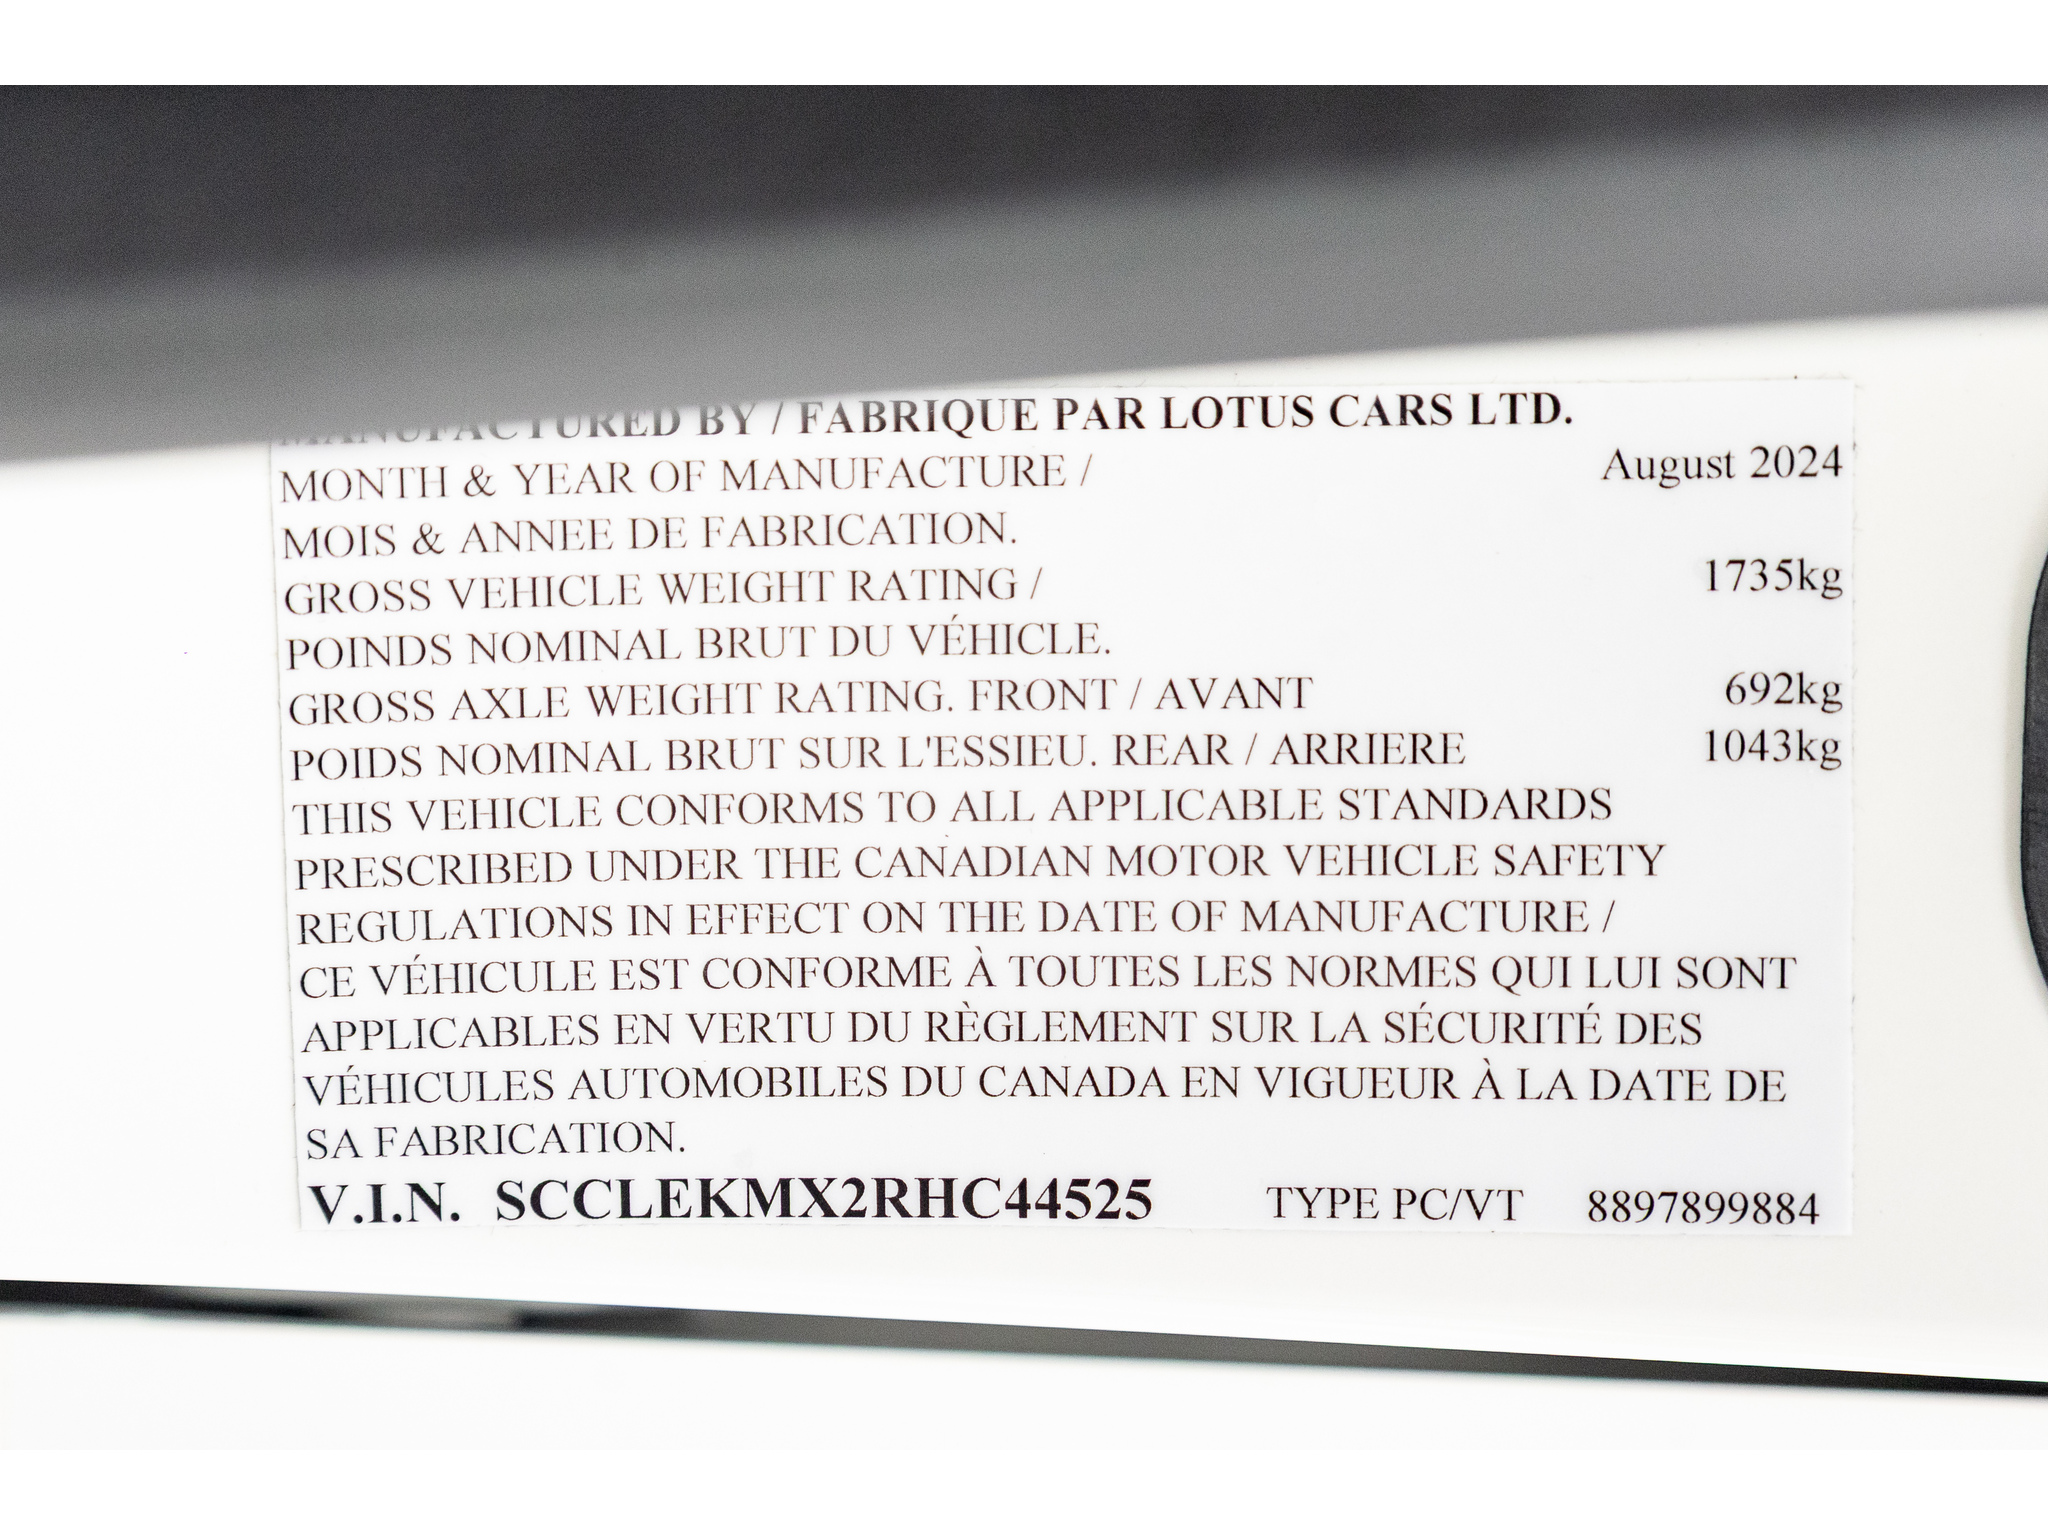 MANUFACTURED BY / FABRIQUE PAR LOTUS CARS LTD.
MONTH & YEAR OF MANUFACTURE / August 2024
MOIS & ANNEE DE FABRICATION.
GROSS VEHICLE WEIGHT RATING / 1735kg
POINDS NOMINAL BRUT DU VÉHICLE.
GROSS AXLE WEIGHT RATING. FRONT / AVANT 692kg
POIDS NOMINAL BRUT SUR L'ESSIEU. REAR / ARRIERE 1043kg
THIS VEHICLE CONFORMS TO ALL APPLICABLE STANDARDS
PRESCRIBED UNDER THE CANADIAN MOTOR VEHICLE SAFETY
REGULATIONS IN EFFECT ON THE DATE OF MANUFACTURE /
CE VÉHICULE EST CONFORME À TOUTES LES NORMES QUI LUI SONT
APPLICABLES EN VERTU DU RÈGLEMENT SUR LA SÉCURITÉ DES
VÉHICULES AUTOMOBILES DU CANADA EN VIGUEUR À LA DATE DE
SA FABRICATION.
V.I.N. SCCLEKMX2RHC44525 TYPE PC/VT 8897899884